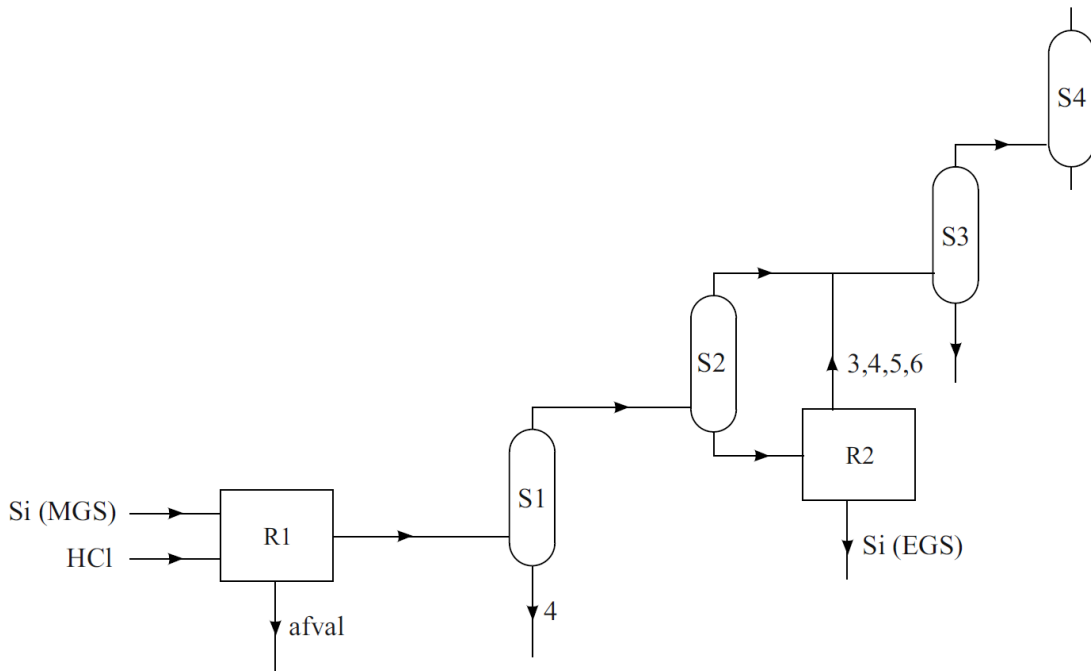 S4
S3
S2
3,4,5,6
R2
S1
Si (MGS)
R1
HCl
Si (EGS)
4
afval